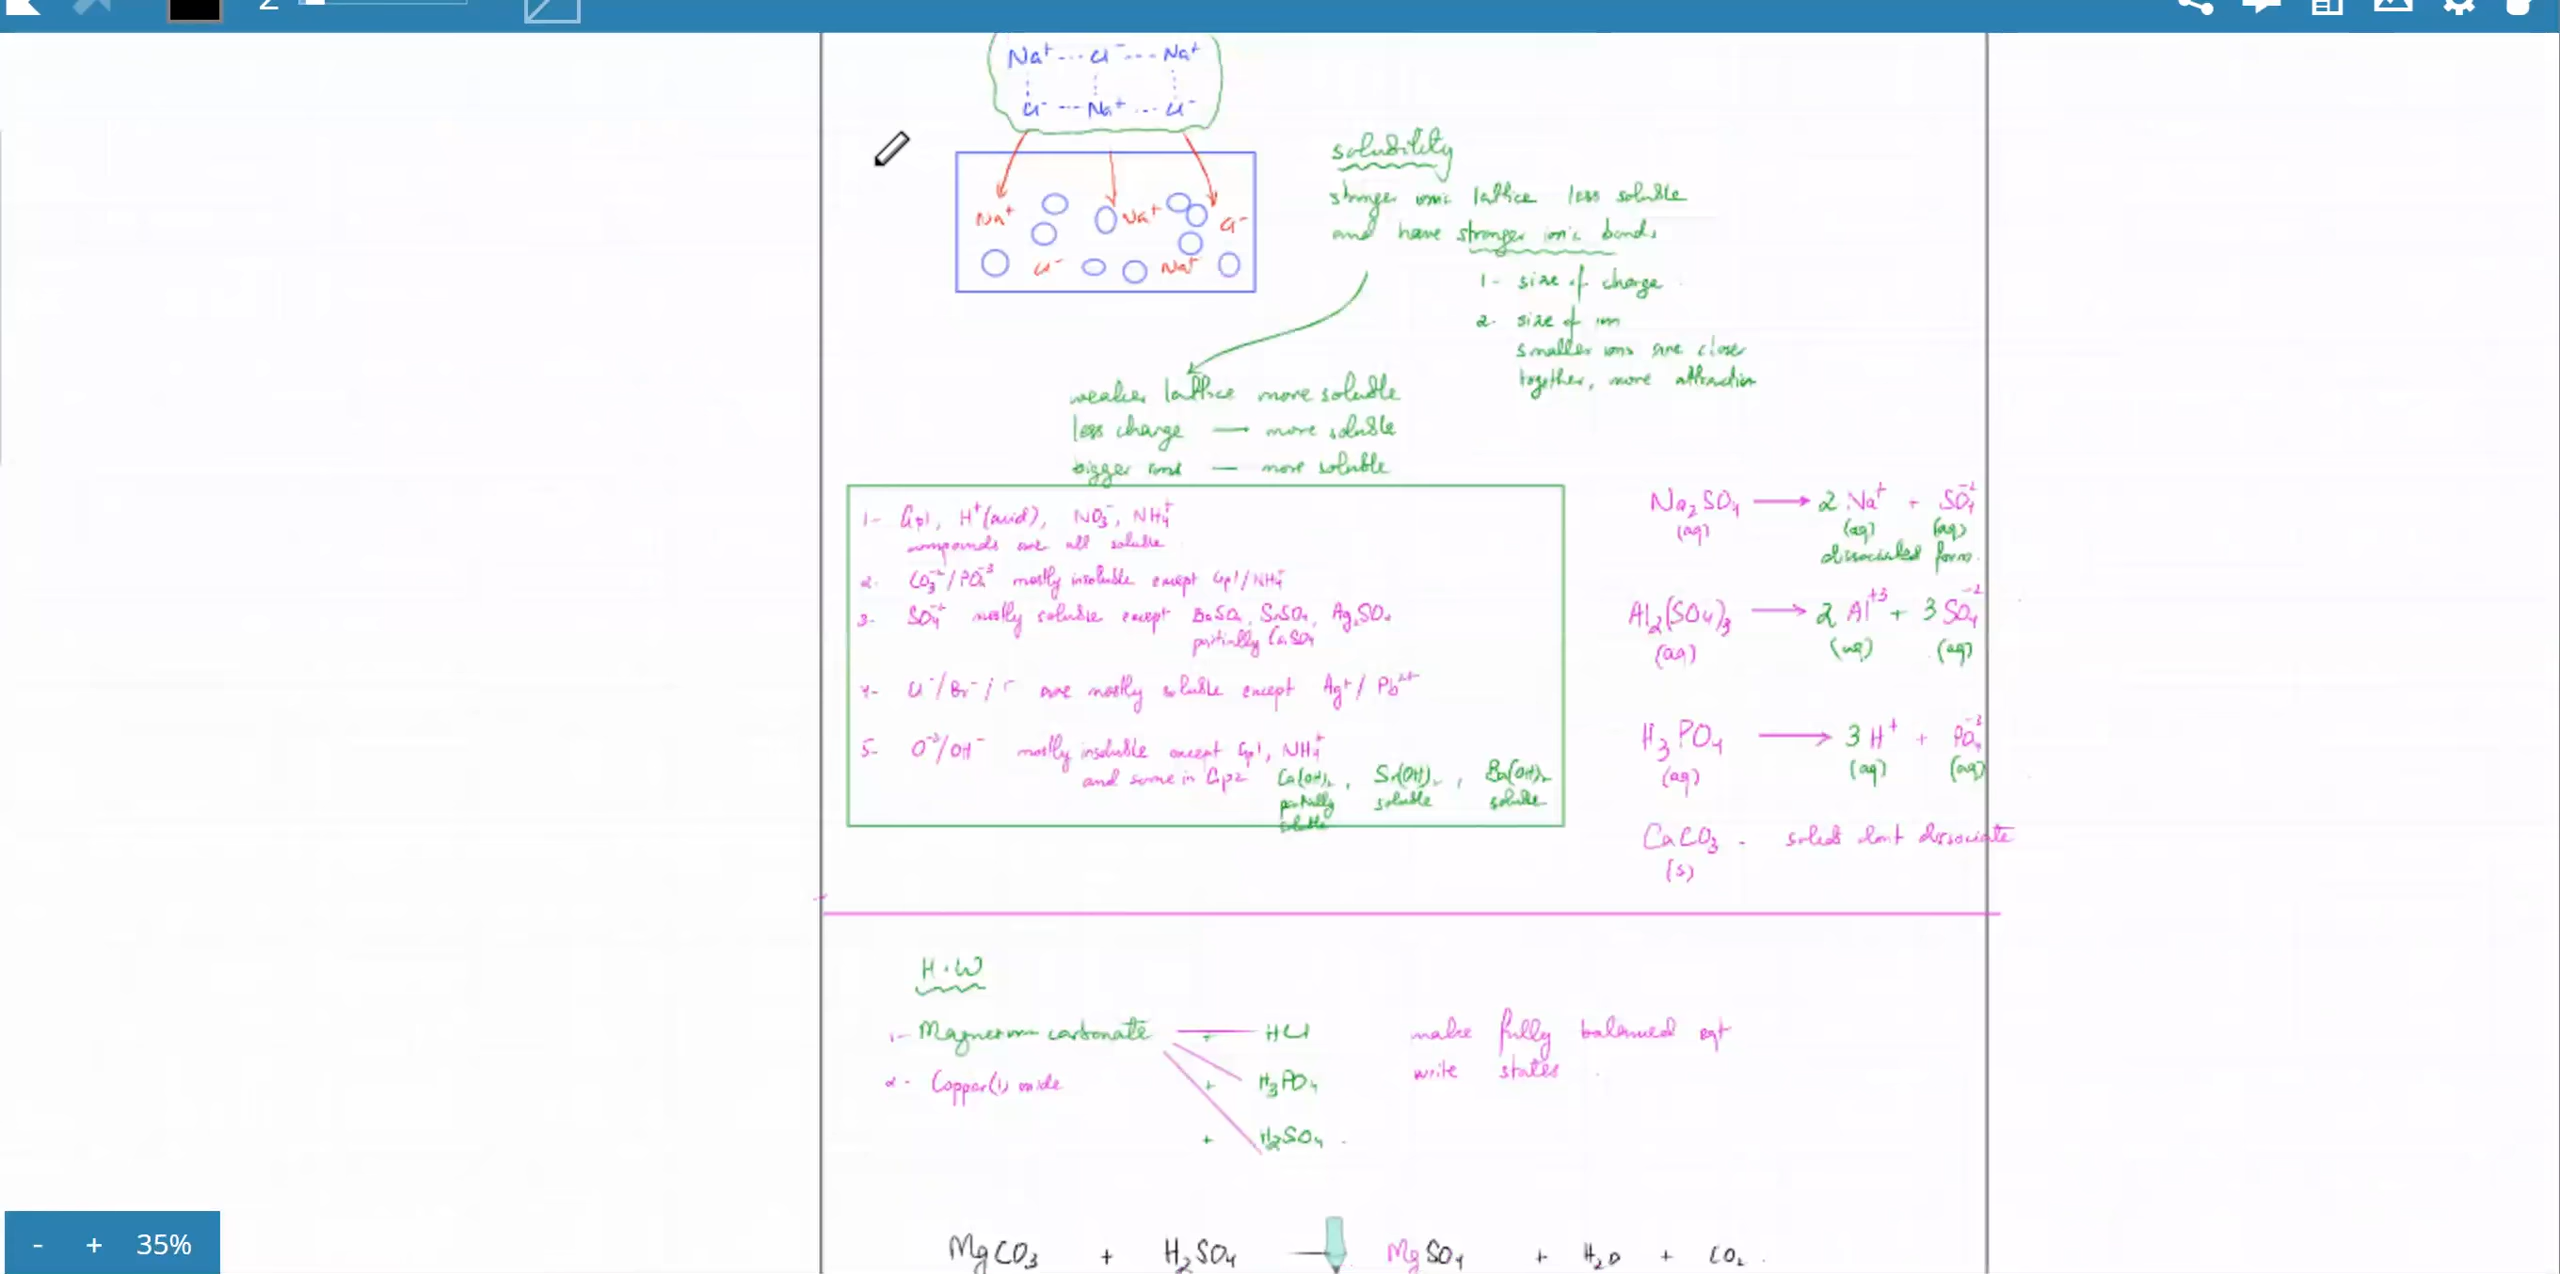 2
Na⁺ --- Cl⁻ --- Na⁺
Cl⁻ --- Na⁺ --- Cl⁻
Na⁺ Na⁺ Cl⁻
Cl⁻ Na⁺
solubility
stronger ionic lattice less soluble
and have stronger ionic bonds
1- size of charge
2- size of ion
smaller ions are closer
together, more attraction
weaker lattice more soluble
less charge — more soluble
bigger ions — more soluble
1- Gp1, H⁺(acid), NO₃⁻, NH₄⁺
compounds are all soluble
2- CO₃⁻²/PO₄⁻³ mostly insoluble except Gp1/NH₄⁺
3- SO₄⁻² mostly soluble except BaSO₄, SrSO₄, Ag₂SO₄
partially CaSO₄
4- Cl⁻/Br⁻/I⁻ are mostly soluble except Ag⁺/Pb²⁺
5- O⁻²/OH⁻ mostly insoluble except Gp1, NH₄⁺
and some in Gp2 Ca(OH)₂, Sr(OH)₂, Ba(OH)₂
partially soluble soluble
soluble
Na₂SO₄ → 2 Na⁺ + SO₄⁻²
(aq) (aq) (aq)
dissociated form.
Al₂(SO₄)₃ → 2 Al⁺³ + 3 SO₄⁻²
(aq) (aq) (aq)
H₃PO₄ → 3 H⁺ + PO₄⁻³
(aq) (aq) (aq)
CaCO₃ - solids dont dissociate
(s)
H.W
1- Magnesium carbonate + HCl make fully balanced eqt
2- Copper(I) oxide + H₃PO₄ write states
+ H₂SO₄
MgCO₃ + H₂SO₄ → MgSO₄ + H₂O + CO₂
- + 35%